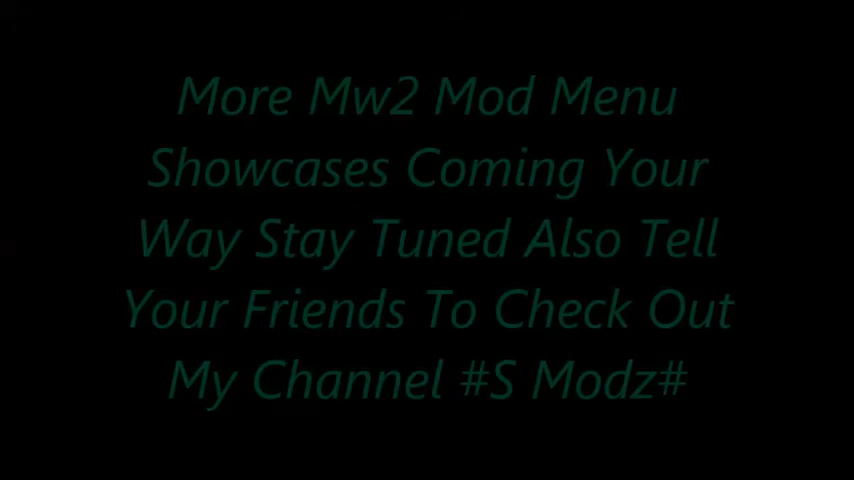 More Mw2 Mod Menu
Showcases Coming Your
Way Stay Tuned Also Tell
Your Friends To Check Out
My Channel #S Modz#